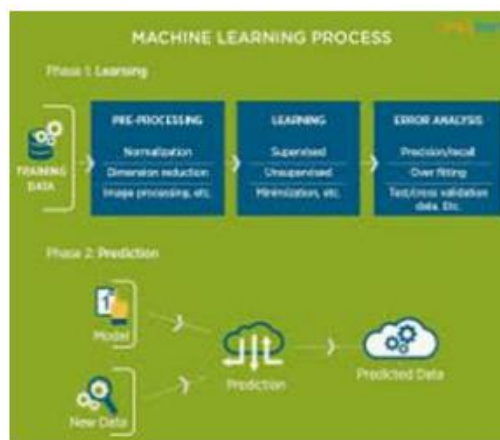 MACHINE LEARNING PROCESS
Phase 1: Learning
TRAINING
DATA
PRE-PROCESSING
Normalization
Dimension reduction
Image processing, etc.
LEARNING
Supervised
Unsupervised
Minimization, etc.
ERROR ANALYSIS
Precision/recall
Over fitting
Test/cross validation
data. Etc.
Phase 2: Prediction
1
Model
New Data
Prediction
Predicted Data